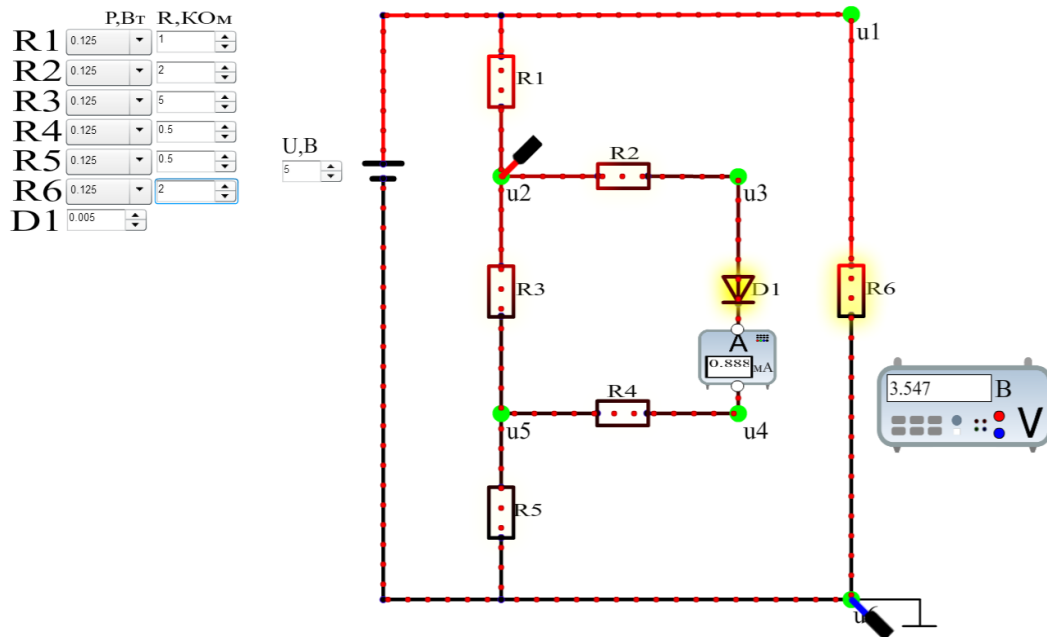 P,Вт R,КОм
R1 0.125 1
R2 0.125 2
R3 0.125 5
R4 0.125 0.5
R5 0.125 0.5
R6 0.125 2
D1 0.005
U,В
5
u1
R1
R2
u2
u3
R3
D1
R6
A
0.888 мА
3.547 В
V
R4
u5
u4
R5
u6